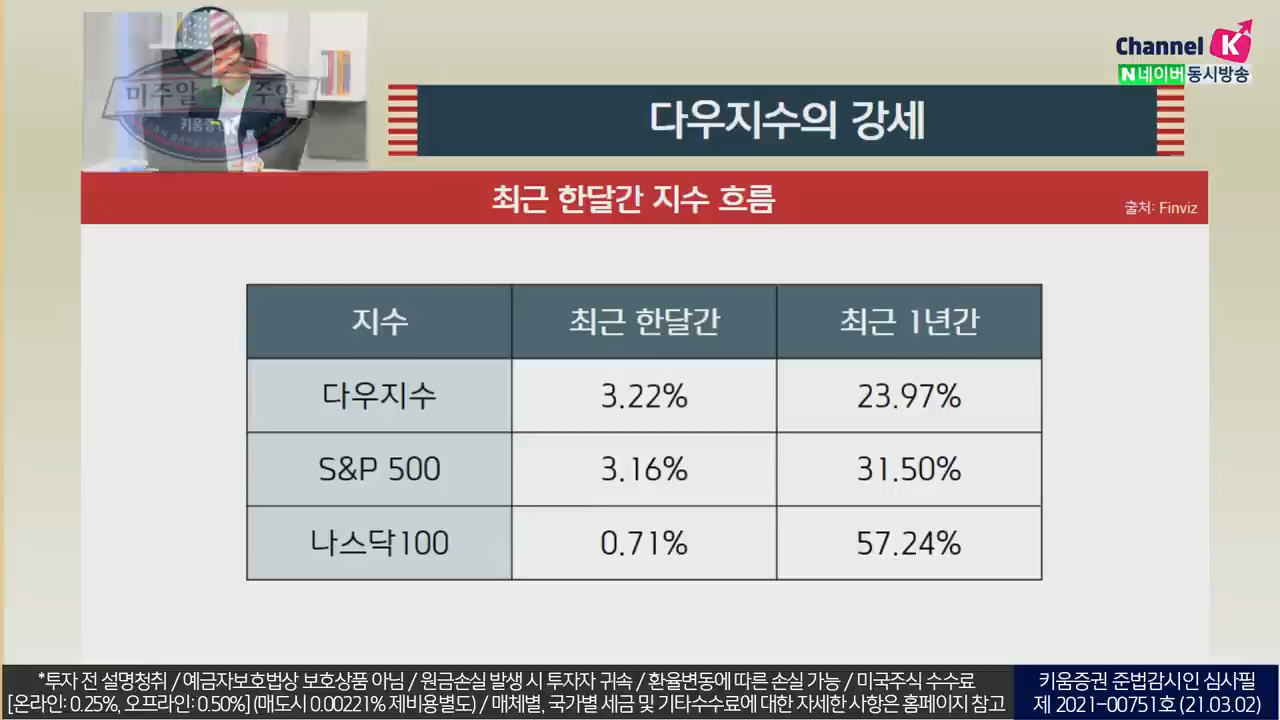 Channel K
N 네이버 동시방송
미주알 주알
키움증권
다우지수의 강세
최근 한달간 지수 흐름
출처: Finviz
지수 최근 한달간 최근 1년간
다우지수 3.22% 23.97%
S&P 500 3.16% 31.50%
나스닥100 0.71% 57.24%
*투자 전 설명청취 / 예금자보호법상 보호상품 아님 / 원금손실 발생 시 투자자 귀속 / 환율변동에 따른 손실 가능 / 미국주식 수수료
[온라인: 0.25%, 오프라인: 0.50%] (매도시 0.00221% 제비용별도) / 매체별, 국가별 세금 및 기타수수료에 대한 자세한 사항은 홈페이지 참고
키움증권 준법감시인 심사필
제 2021-00751호 (21.03.02)